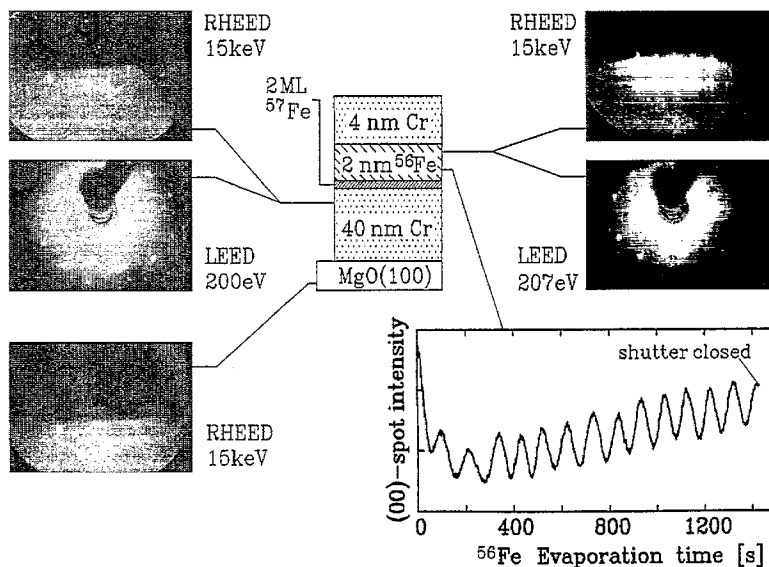 RHEED
15keV
2ML
⁵⁷Fe
4 nm Cr
2 nm ⁵⁶Fe
40 nm Cr
MgO(100)
LEED
200eV
RHEED
15keV
RHEED
15keV
LEED
207eV
shutter closed
(00)-spot intensity
0 400 800 1200
⁵⁶Fe Evaporation time [s]